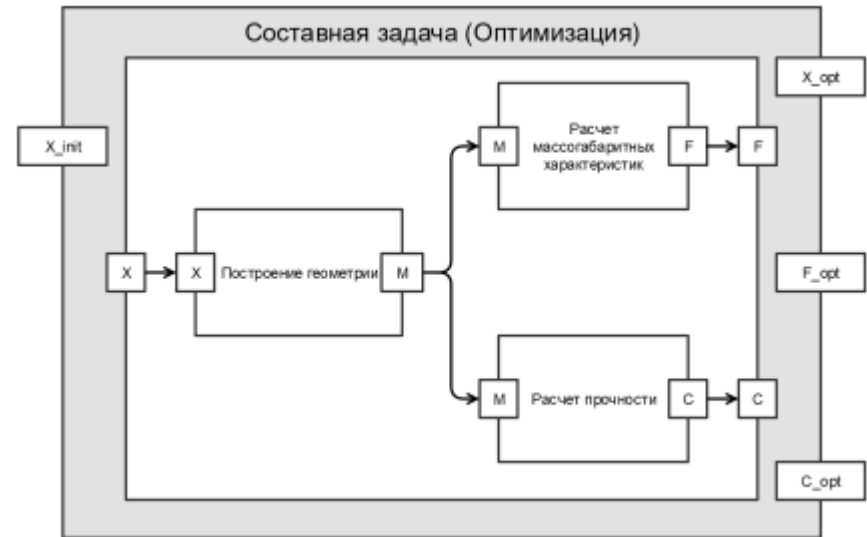 Составная задача (Оптимизация)
X_opt
X_init
M
Расчет
массогабаритных
характеристик
F
F
X
X
Построение геометрии
M
F_opt
M
Расчет прочности
C
C
C_opt